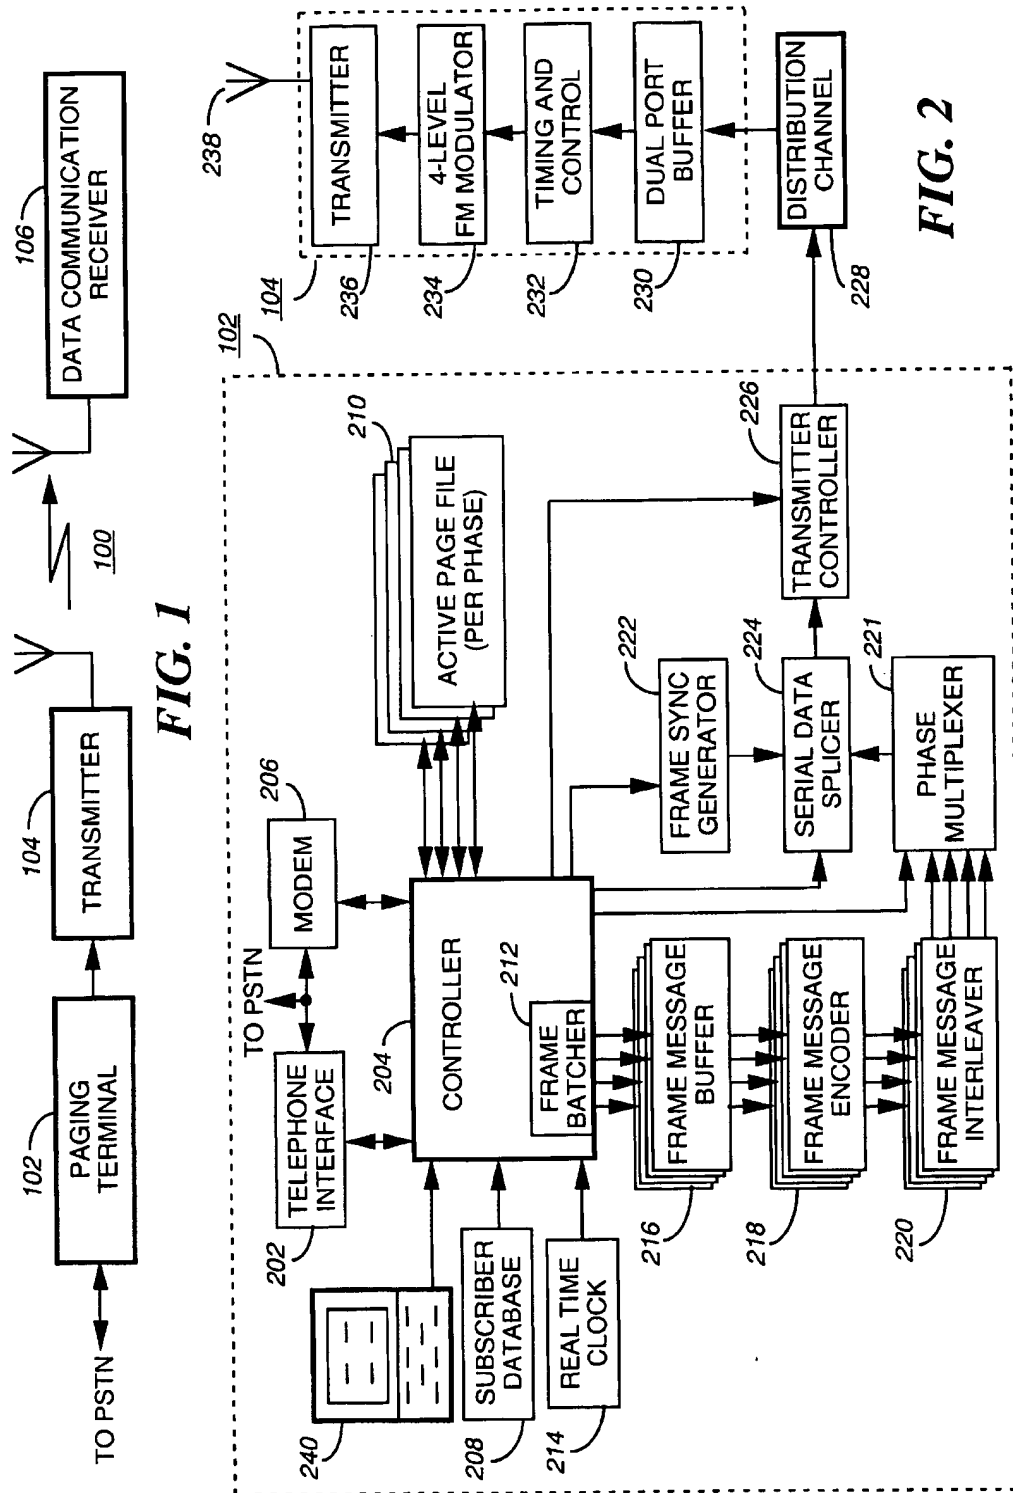 TO PSTN
102
PAGING
TERMINAL
104
TRANSMITTER
100
106
DATA COMMUNICATION
RECEIVER
FIG. 1
102
240
202
TELEPHONE
INTERFACE
TO PSTN
206
MODEM
208
SUBSCRIBER
DATABASE
214
REAL TIME
CLOCK
204
CONTROLLER
212
FRAME
BATCHER
210
ACTIVE PAGE FILE
(PER PHASE)
216
FRAME MESSAGE
BUFFER
218
FRAME MESSAGE
ENCODER
220
FRAME MESSAGE
INTERLEAVER
222
FRAME SYNC
GENERATOR
224
SERIAL DATA
SPLICER
221
PHASE
MULTIPLEXER
226
TRANSMITTER
CONTROLLER
238
104
236
TRANSMITTER
234
4-LEVEL
FM MODULATOR
232
TIMING AND
CONTROL
230
DUAL PORT
BUFFER
228
DISTRIBUTION
CHANNEL
FIG. 2